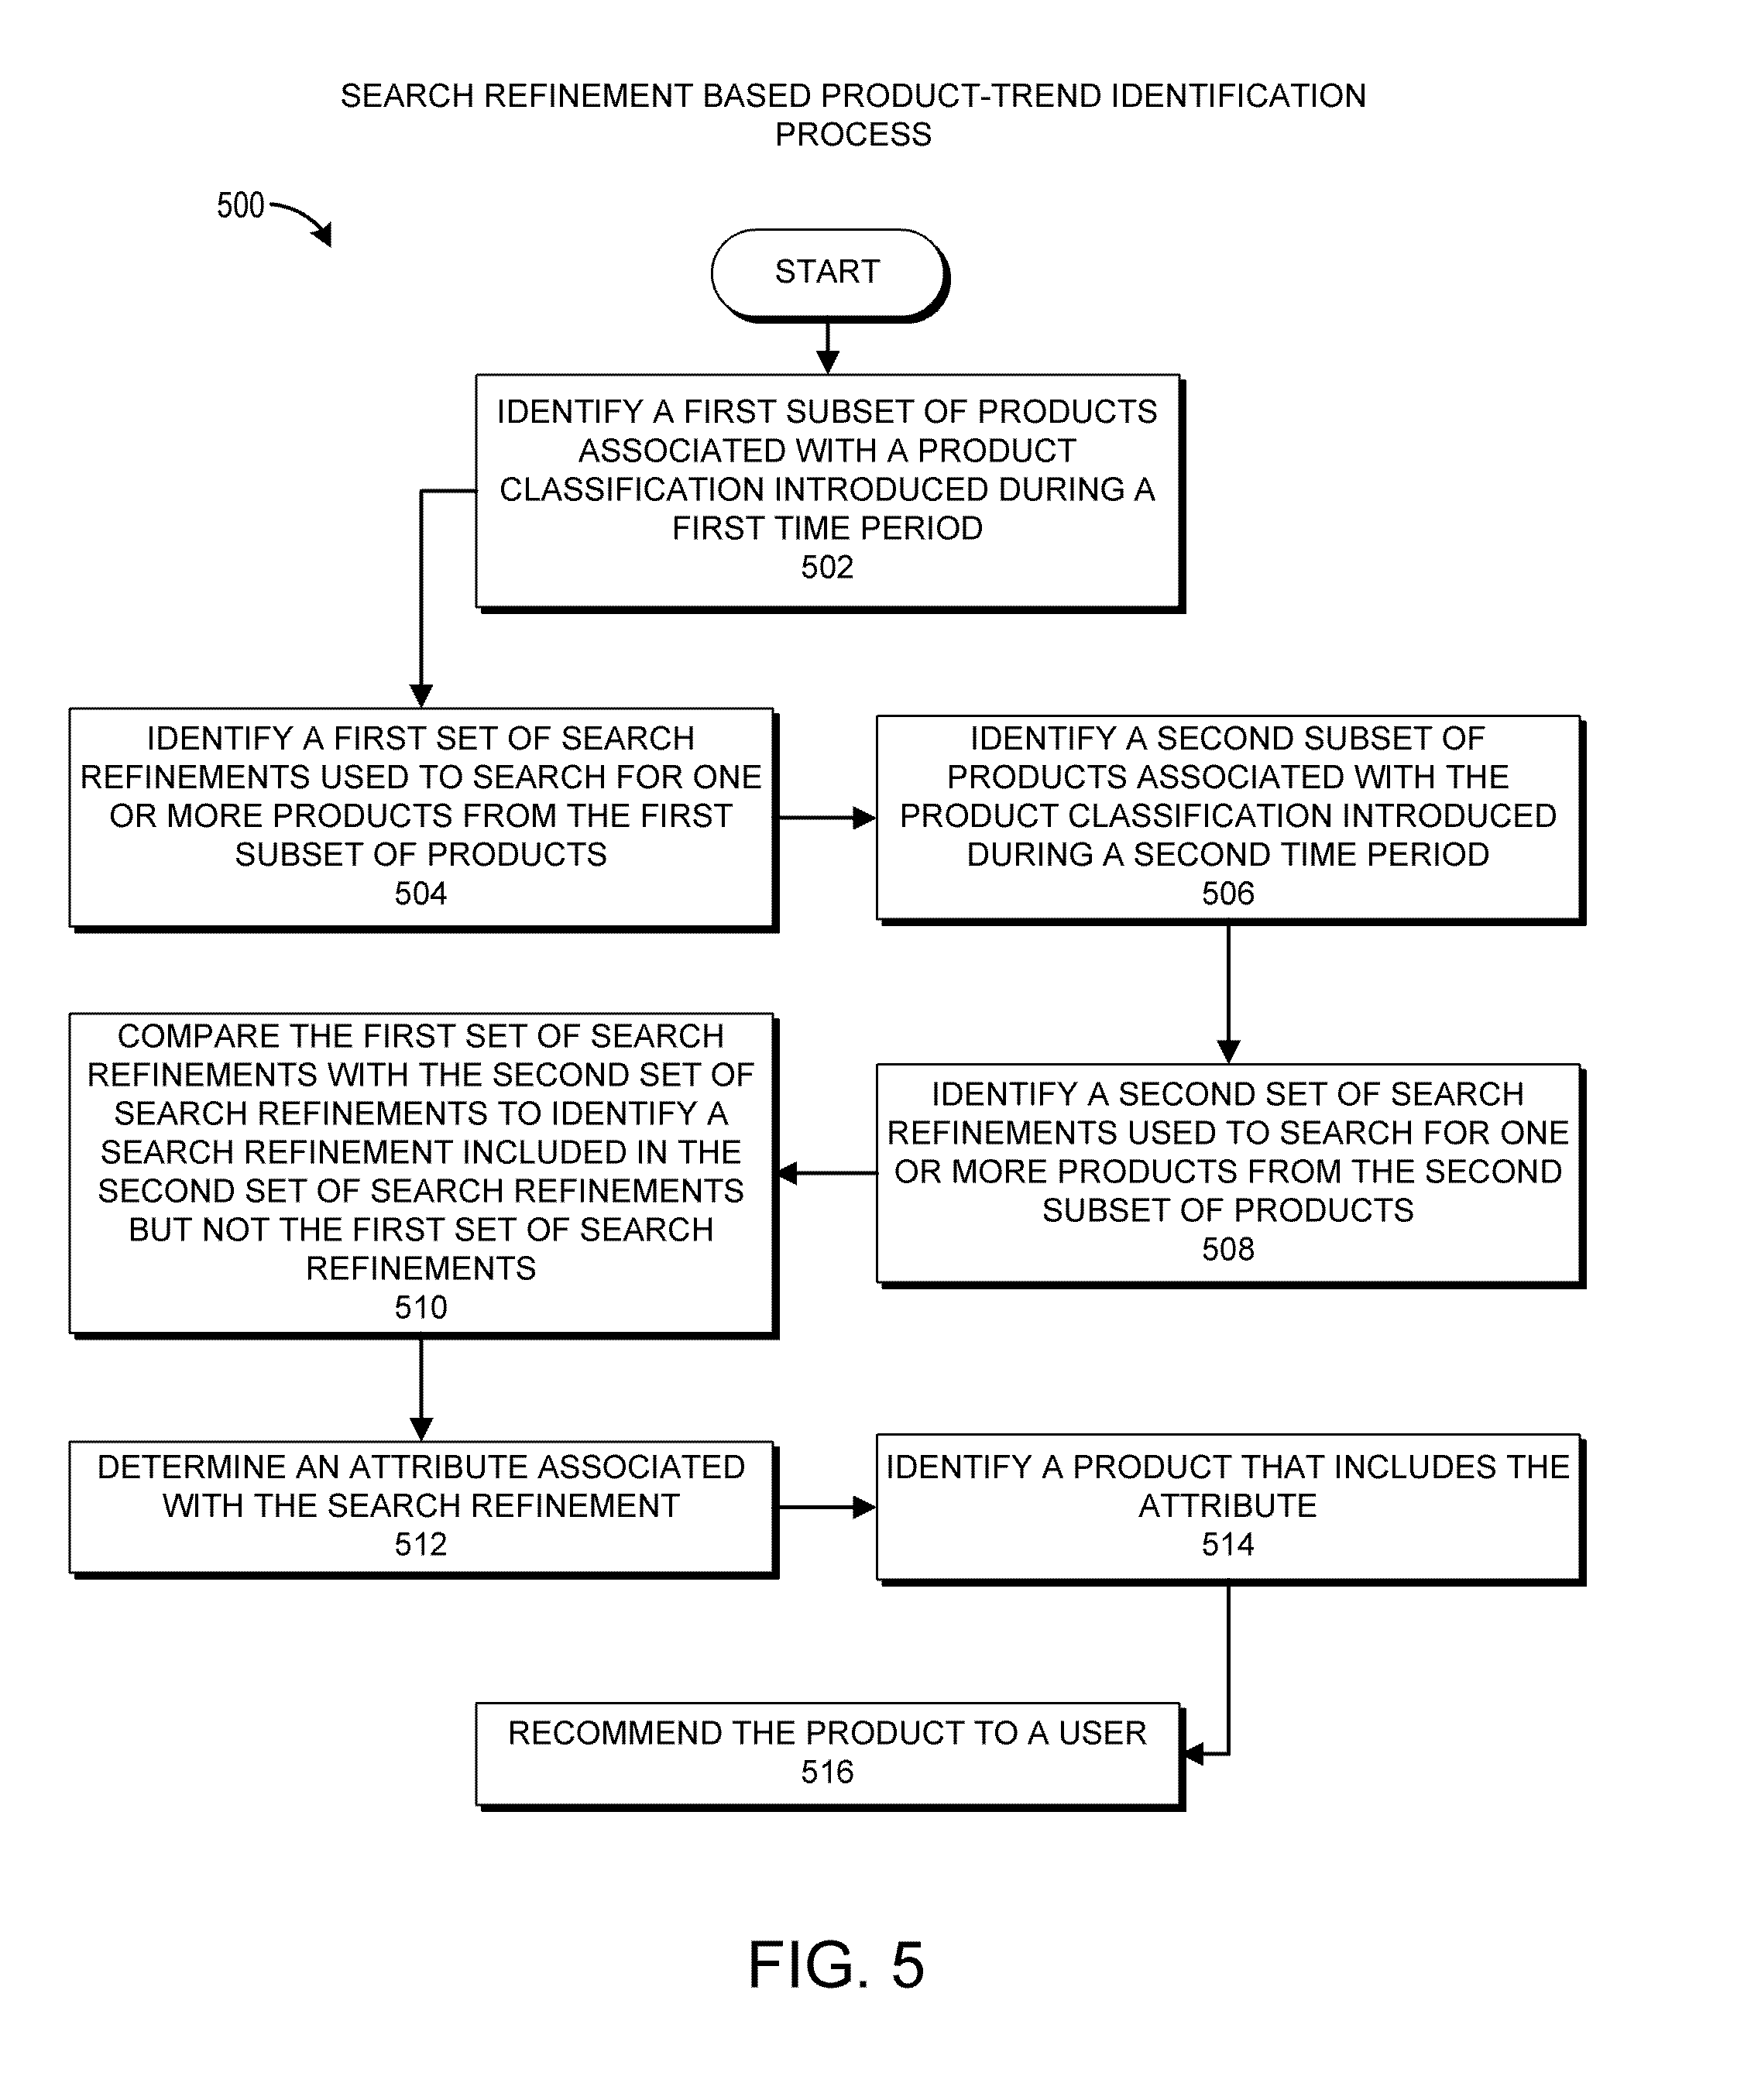 SEARCH REFINEMENT BASED PRODUCT-TREND IDENTIFICATION
PROCESS
500
START
IDENTIFY A FIRST SUBSET OF PRODUCTS
ASSOCIATED WITH A PRODUCT
CLASSIFICATION INTRODUCED DURING A
FIRST TIME PERIOD
502
IDENTIFY A FIRST SET OF SEARCH
REFINEMENTS USED TO SEARCH FOR ONE
OR MORE PRODUCTS FROM THE FIRST
SUBSET OF PRODUCTS
504
IDENTIFY A SECOND SUBSET OF
PRODUCTS ASSOCIATED WITH THE
PRODUCT CLASSIFICATION INTRODUCED
DURING A SECOND TIME PERIOD
506
IDENTIFY A SECOND SET OF SEARCH
REFINEMENTS USED TO SEARCH FOR ONE
OR MORE PRODUCTS FROM THE SECOND
SUBSET OF PRODUCTS
508
COMPARE THE FIRST SET OF SEARCH
REFINEMENTS WITH THE SECOND SET OF
SEARCH REFINEMENTS TO IDENTIFY A
SEARCH REFINEMENT INCLUDED IN THE
SECOND SET OF SEARCH REFINEMENTS
BUT NOT THE FIRST SET OF SEARCH
REFINEMENTS
510
DETERMINE AN ATTRIBUTE ASSOCIATED
WITH THE SEARCH REFINEMENT
512
IDENTIFY A PRODUCT THAT INCLUDES THE
ATTRIBUTE
514
RECOMMEND THE PRODUCT TO A USER
516
FIG. 5